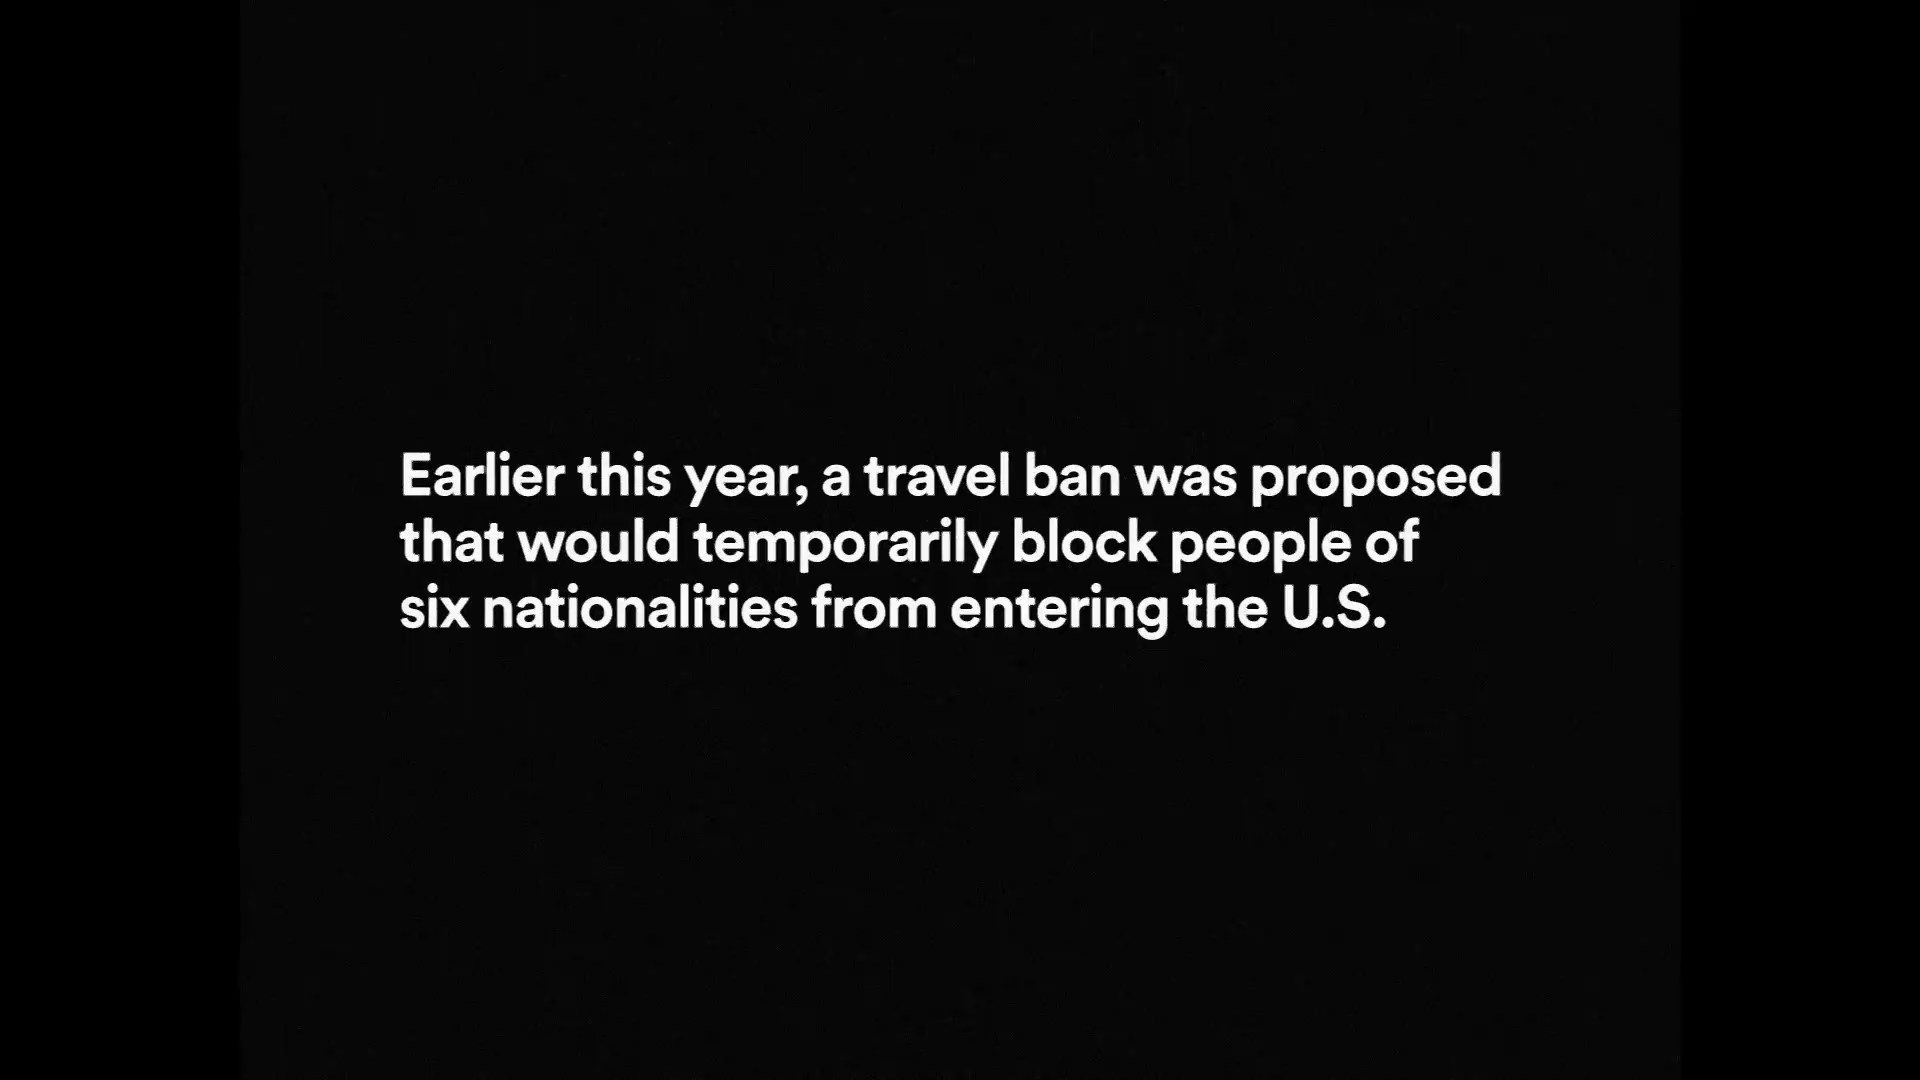 Earlier this year, a travel ban was proposed
that would temporarily block people of
six nationalities from entering the U.S.